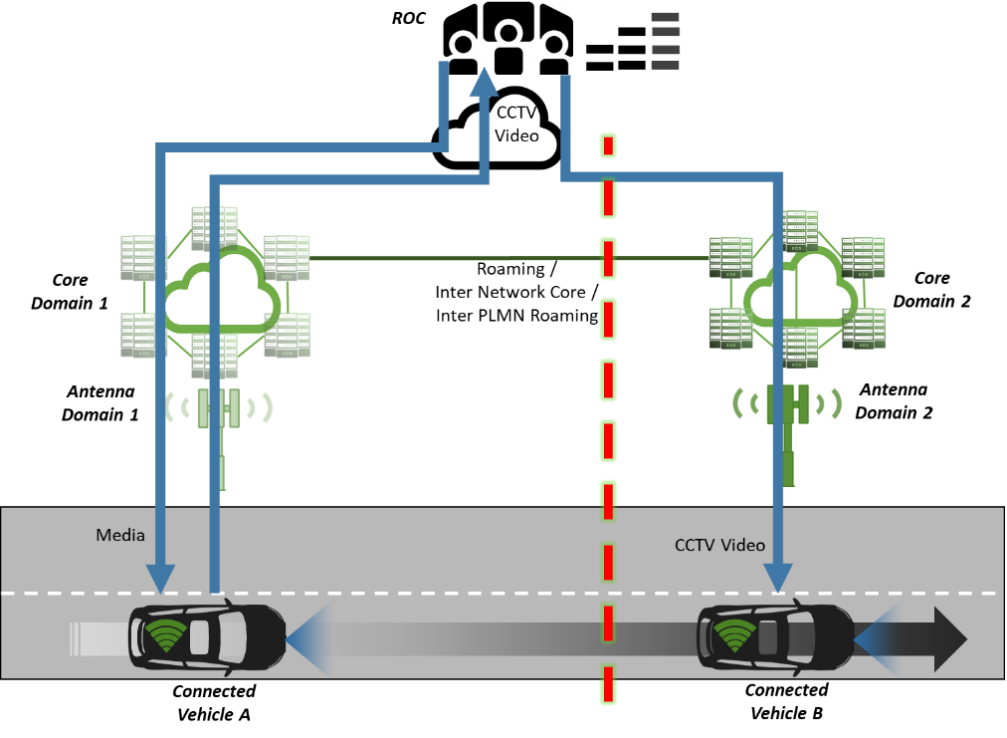 ROC
CCTV
Video
Roaming /
Inter Network Core /
Inter PLMN Roaming
Core
Domain 1
Core
Domain 2
Antenna
Domain 1
Antenna
Domain 2
Media
CCTV Video
Connected
Vehicle A
Connected
Vehicle B